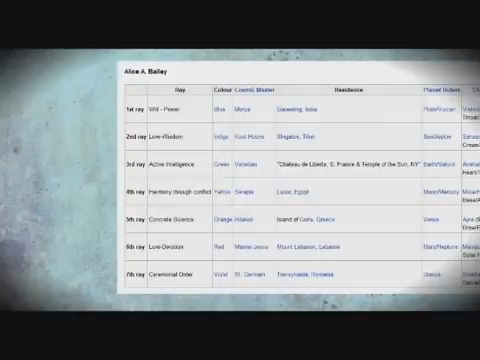 Alice A. Bailey
Ray Colour Cosmic Master Residence Planet Rulers
1st ray Will - Power Blue Morya Darjeeling, India Pluto/Vulcan
2nd ray Love-Wisdom Indigo Koot Hoomi Shigatse, Tibet Sun/Jupiter
3rd ray Active Intelligence Green Venetian "Chateau de Liberte, S. France & Temple of the Sun, NY" Earth/Saturn
4th ray Harmony through conflict Yellow Serapis Luxor, Egypt Moon/Mercury
5th ray Concrete Science Orange Hilarion Island of Crete, Greece Venus
6th ray Love-Devotion Red Master Jesus Mount Lebanon, Lebanon Mars/Neptune
7th ray Ceremonial Order Violet St. Germain Transylvania, Romania Uranus